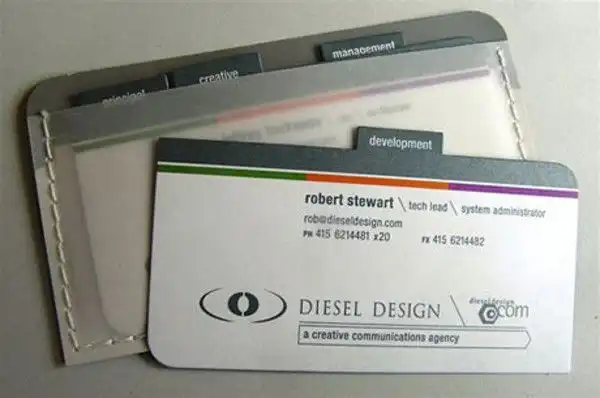 management
creative
principal
development
robert stewart \ tech lead \ system administrator
rob@dieseldesign.com
PH 415 6214481 x20 FX 415 6214482
DIESEL DESIGN \ dieseldesign.com
a creative communications agency